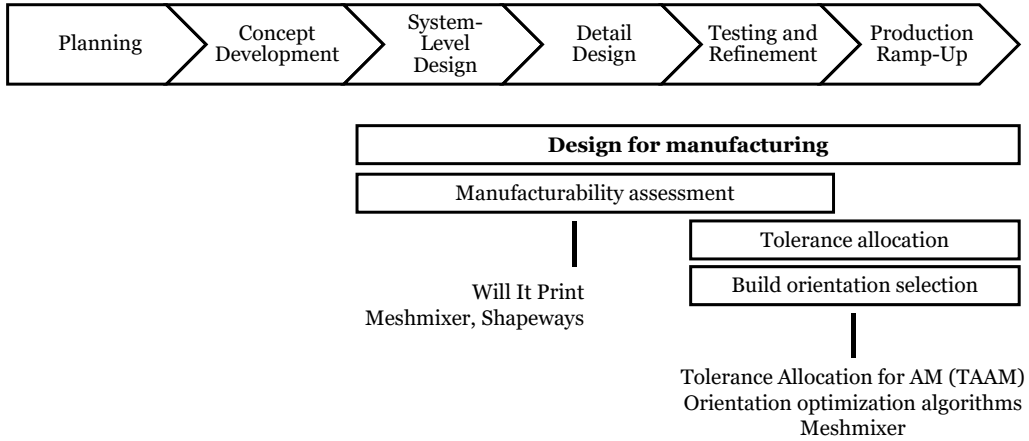 Planning
Concept
Development
System-
Level
Design
Detail
Design
Testing and
Refinement
Production
Ramp-Up
Design for manufacturing
Manufacturability assessment
Tolerance allocation
Build orientation selection
Will It Print
Meshmixer, Shapeways
Tolerance Allocation for AM (TAAM)
Orientation optimization algorithms
Meshmixer